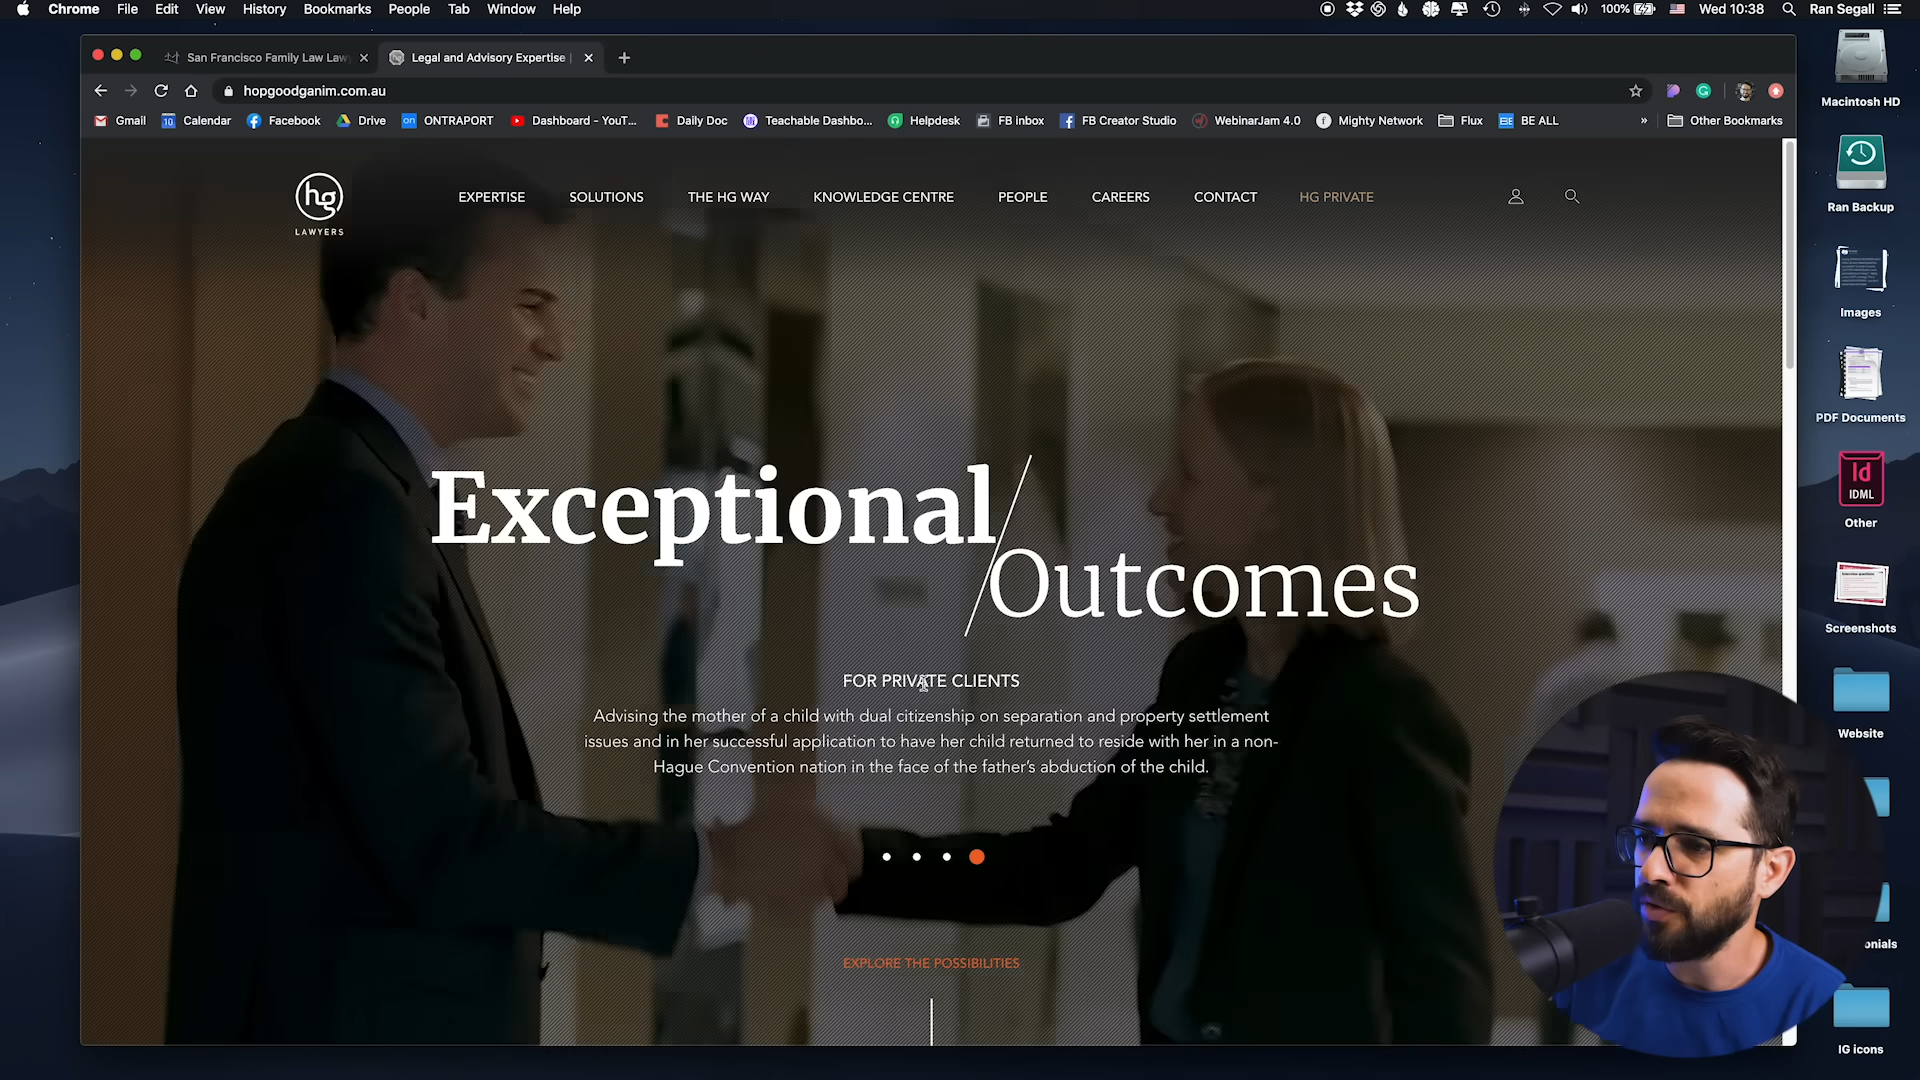 Chrome File Edit View History Bookmarks People Tab Window Help
100% Wed 10:38 Ran Segall
San Francisco Family Law Law
Legal and Advisory Expertise |
hopgoodganim.com.au
Gmail Calendar Facebook Drive ONTRAPORT Dashboard - YouT... Daily Doc Teachable Dashbo... Helpdesk FB inbox FB Creator Studio WebinarJam 4.0 Mighty Network Flux BE ALL » Other Bookmarks
hg
LAWYERS
EXPERTISE SOLUTIONS THE HG WAY KNOWLEDGE CENTRE PEOPLE CAREERS CONTACT HG PRIVATE
Exceptional
Outcomes
FOR PRIVATE CLIENTS
Advising the mother of a child with dual citizenship on separation and property settlement
issues and in her successful application to have her child returned to reside with her in a non-
Hague Convention nation in the face of the father's abduction of the child.
EXPLORE THE POSSIBILITIES
Macintosh HD
Ran Backup
Images
PDF Documents
Id
IDML
Other
Screenshots
Website
onials
IG icons